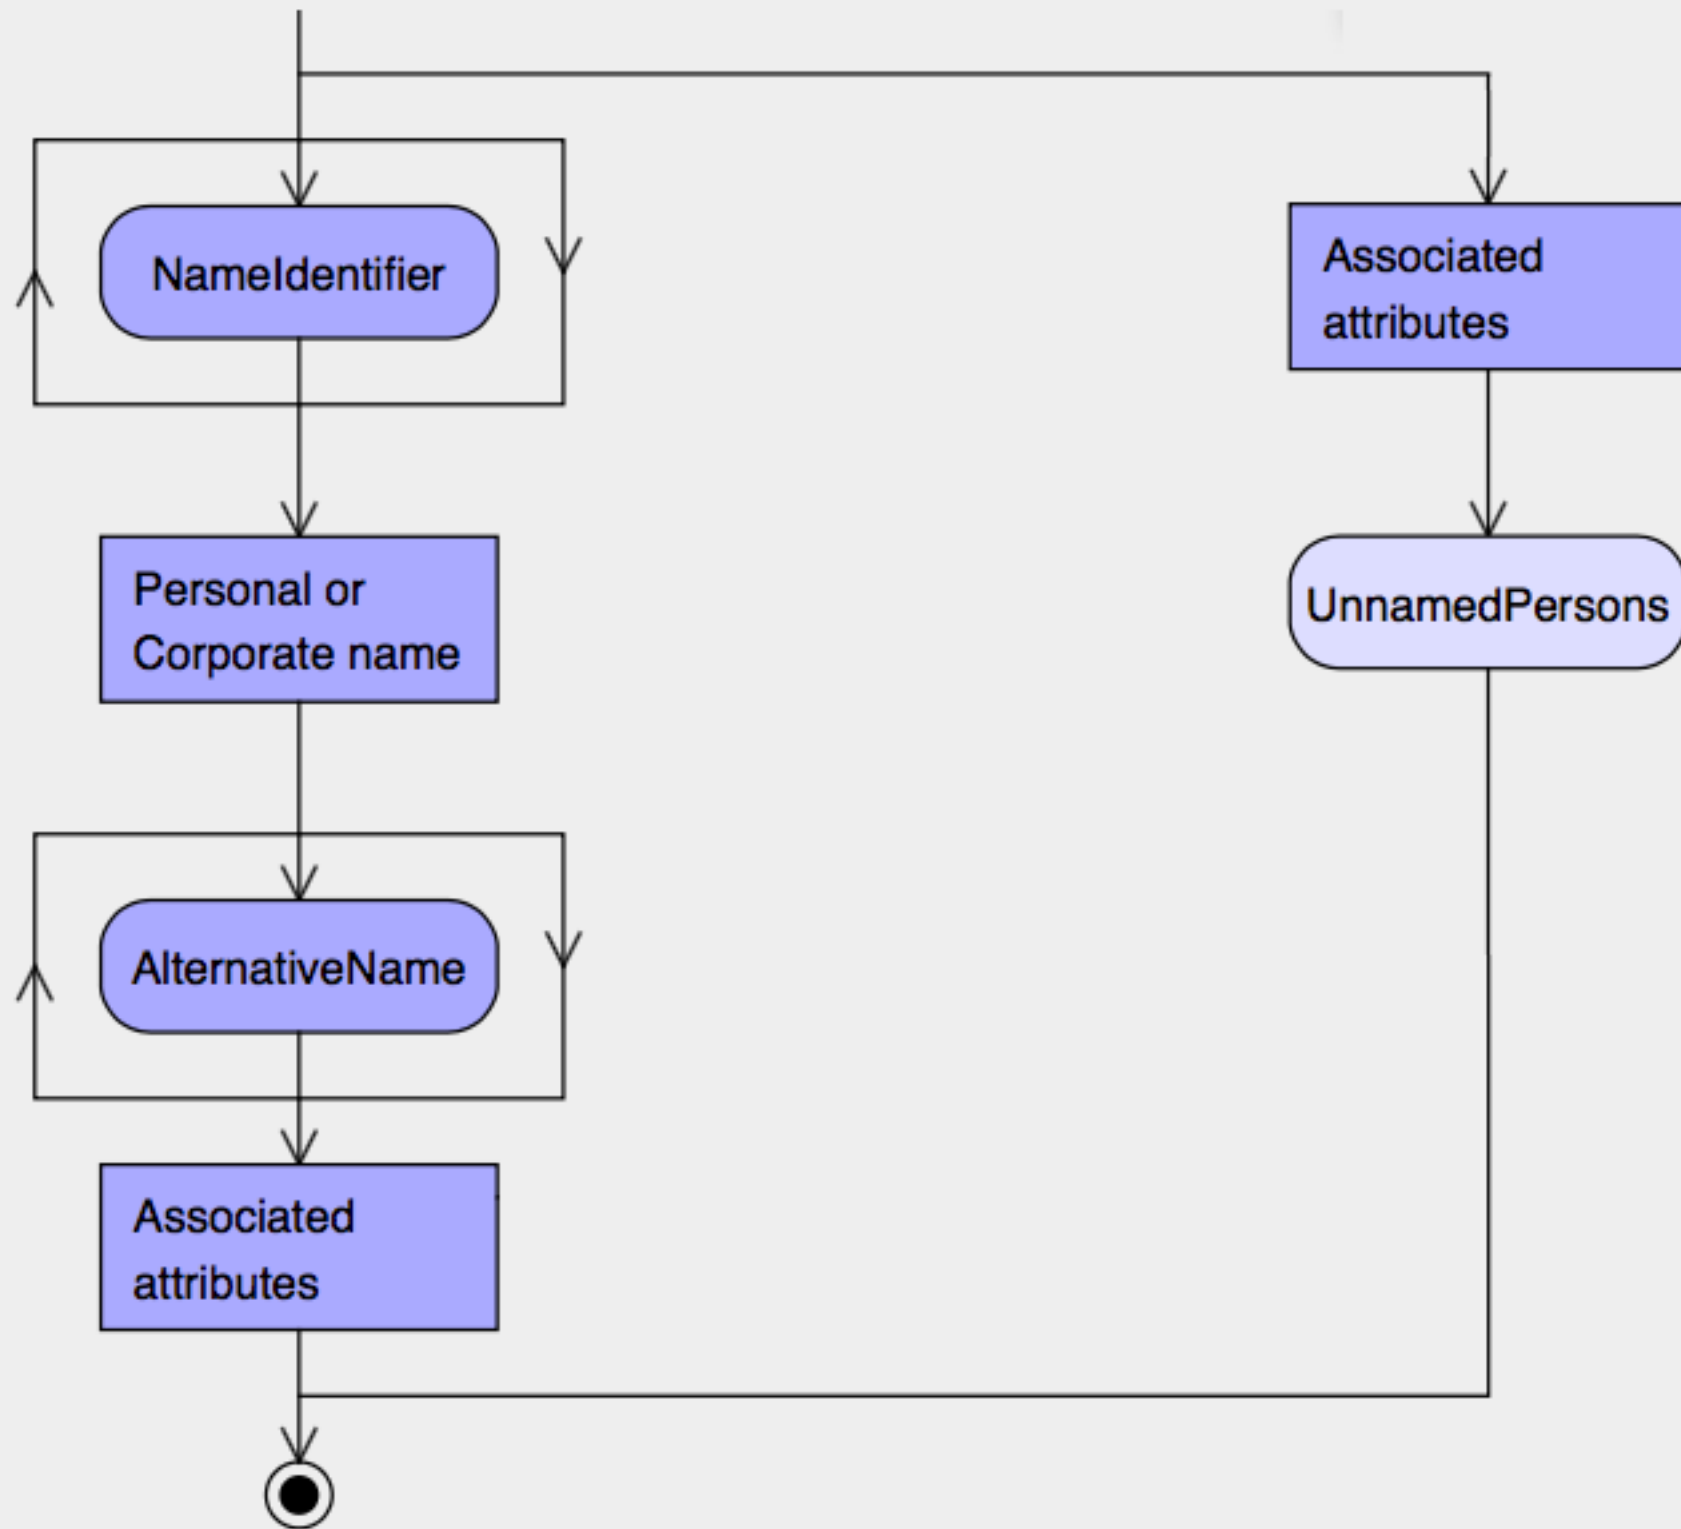 NameIdentifier
Associated
attributes
Personal or
Corporate name
UnnamedPersons
AlternativeName
Associated
attributes